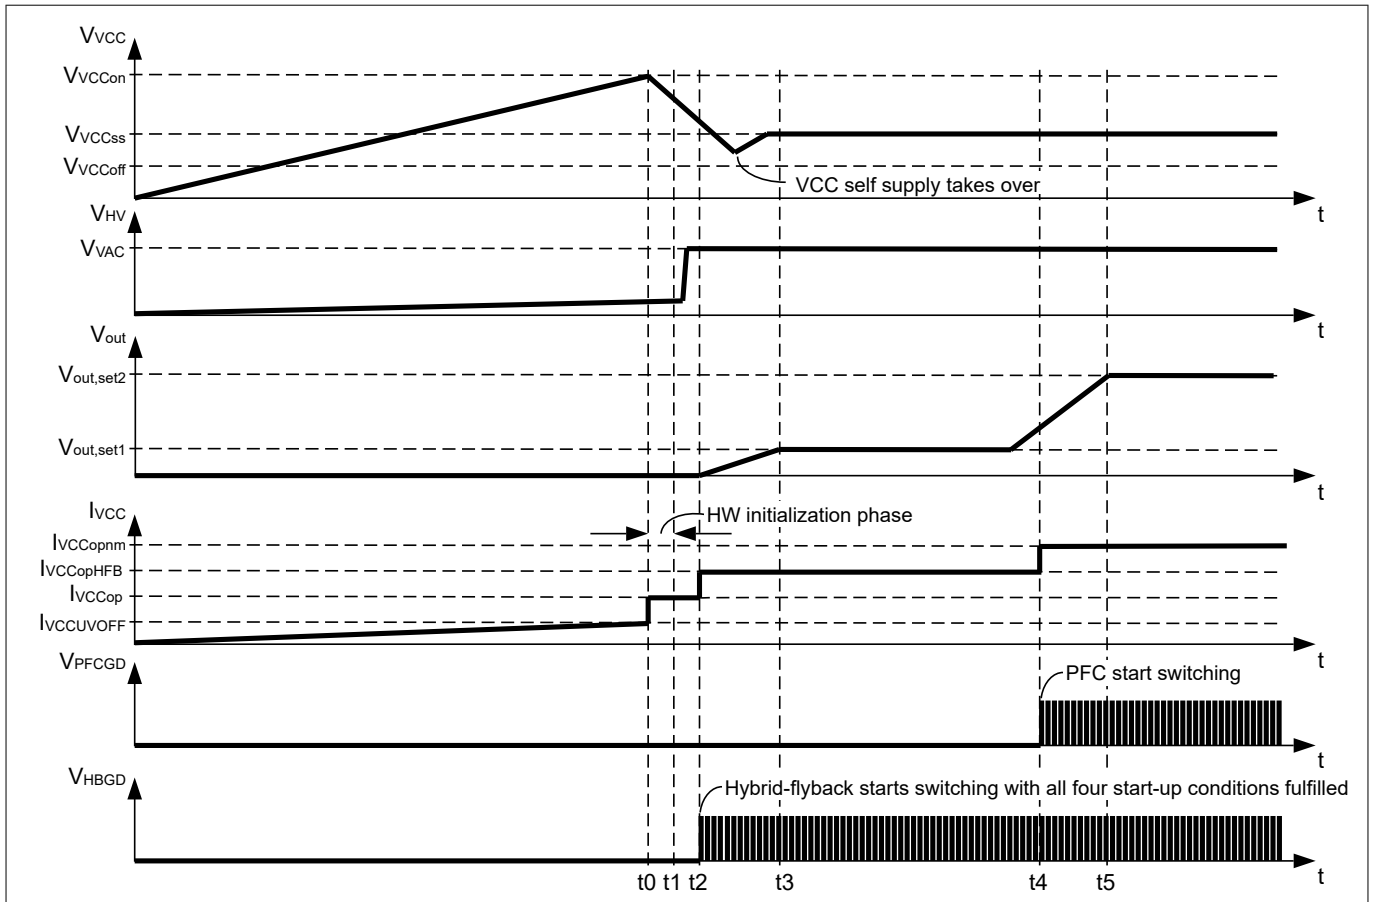 VVCC
VVCCon
VVCCss
VVCCoff
VCC self supply takes over
t
VHV
VVAC
t
Vout
Vout,set2
Vout,set1
t
IVCC
HW initialization phase
IVCCopnm
IVCCopHFB
IVCCop
IVCCUVOFF
t
VPFCGD
PFC start switching
t
VHBGD
Hybrid-flyback starts switching with all four start-up conditions fulfilled
t
t0 t1 t2 t3 t4 t5